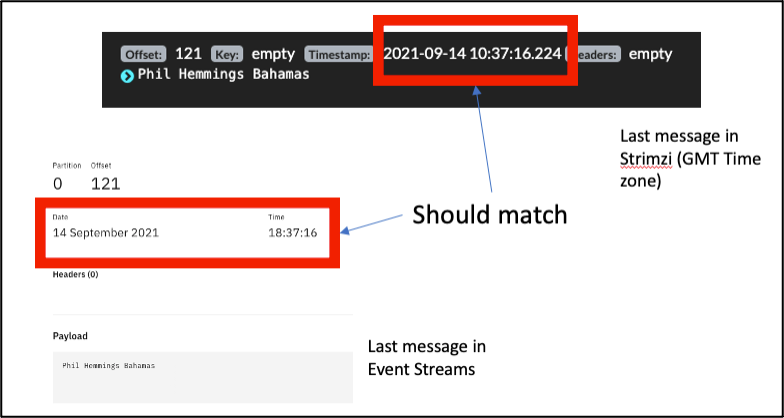 Offset: 121 Key: empty Timestamp: 2021-09-14 10:37:16.224 Headers: empty
Phil Hemmings Bahamas
Last message in
Strimzi (GMT Time
zone)
Partition Offset
0 121
Should match
Date Time
14 September 2021 18:37:16
Headers (0)
Payload
Phil Hemmings Bahamas
Last message in
Event Streams